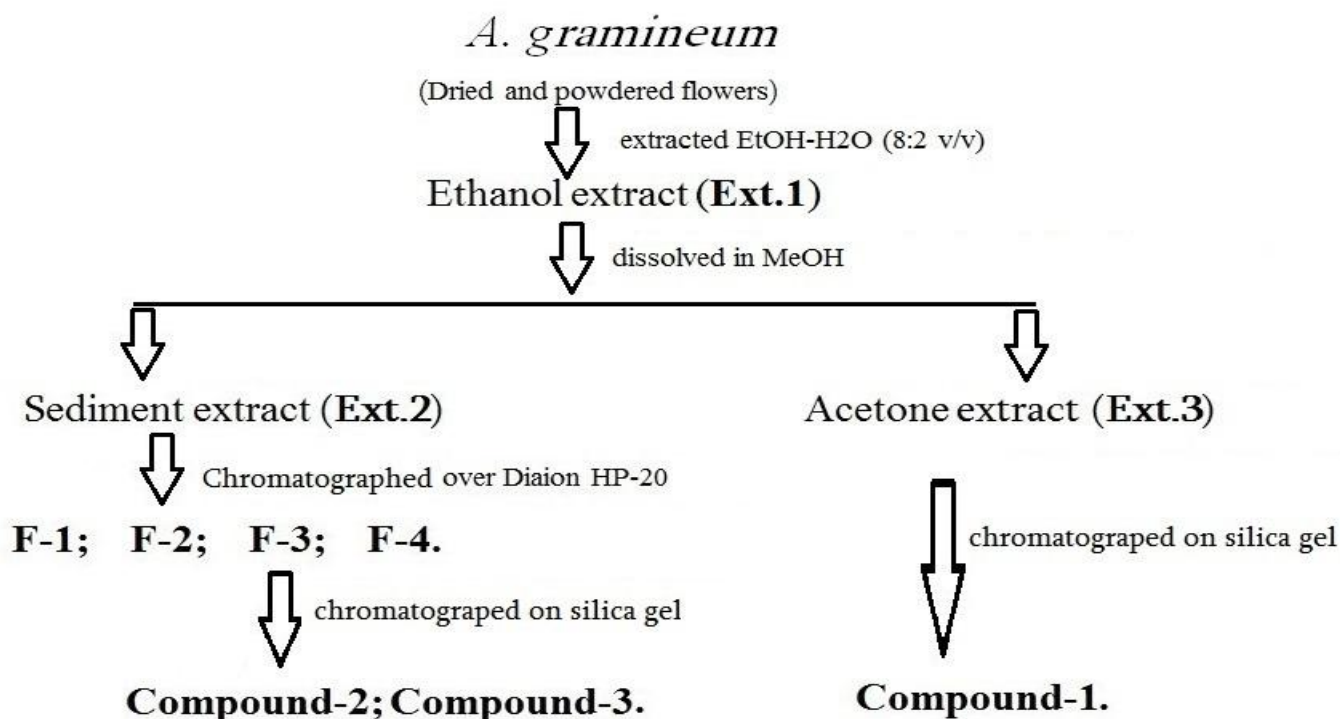 A. gramineum
(Dried and powdered flowers)
extracted EtOH-H2O (8:2 v/v)
Ethanol extract (Ext.1)
dissolved in MeOH
Sediment extract (Ext.2)
Acetone extract (Ext.3)
Chromatographed over Diaion HP-20
F-1; F-2; F-3; F-4.
chromatograped on silica gel
chromatograped on silica gel
Compound-2; Compound-3.
Compound-1.